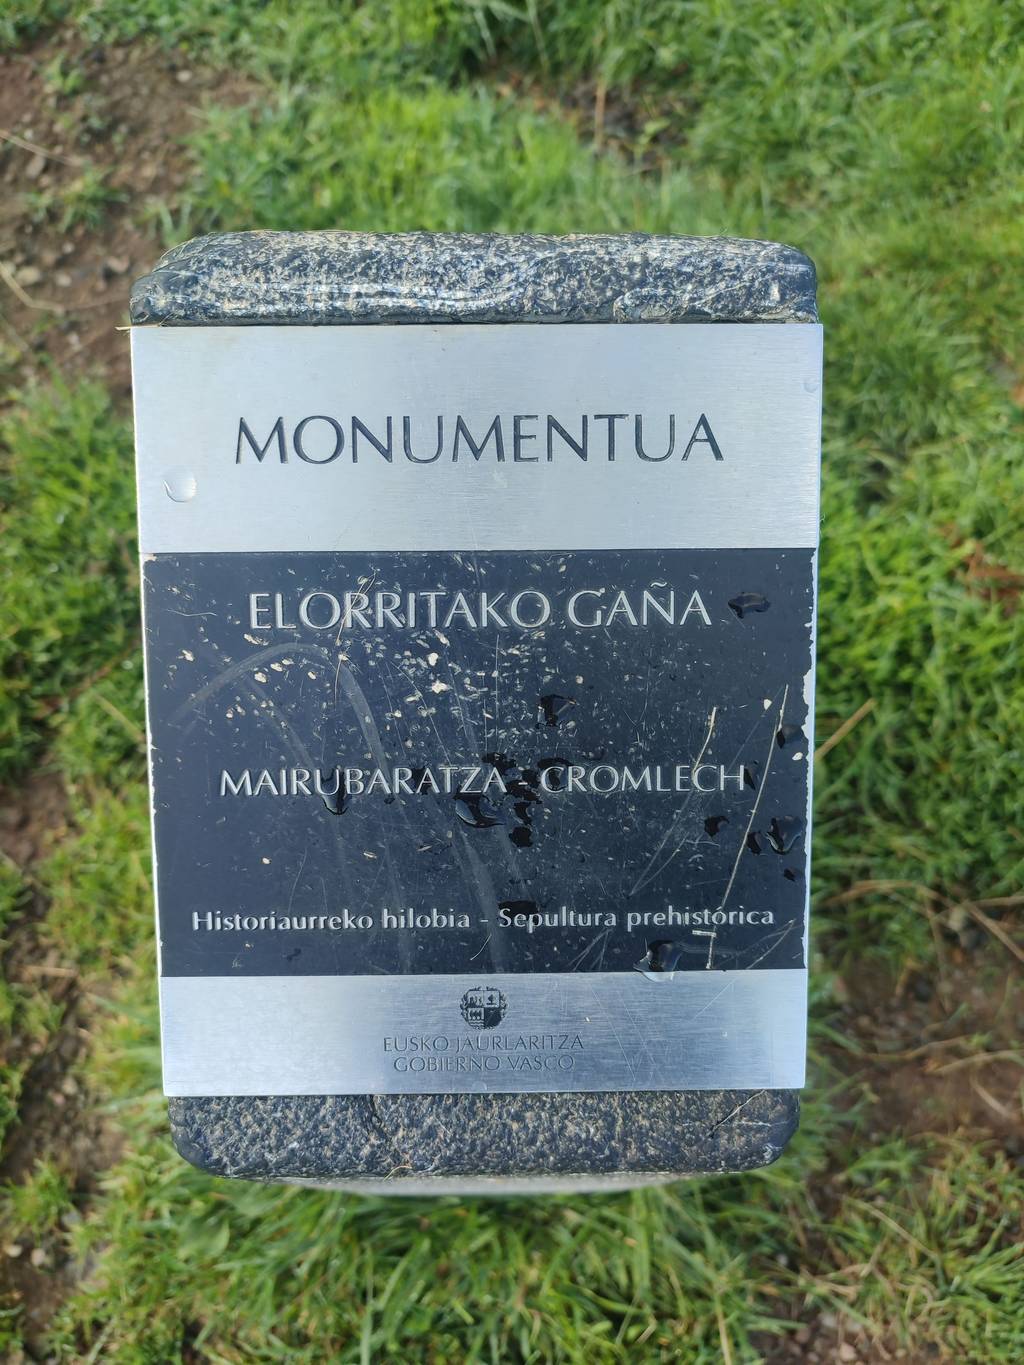 MONUMENTUA
ELORRITAKO GAÑA
MAIRUBARATZA - CROMLECH
Historiaurreko hilobia - Sepultura prehistórica
EUSKO JAURLARITZA
GOBIERNO VASCO